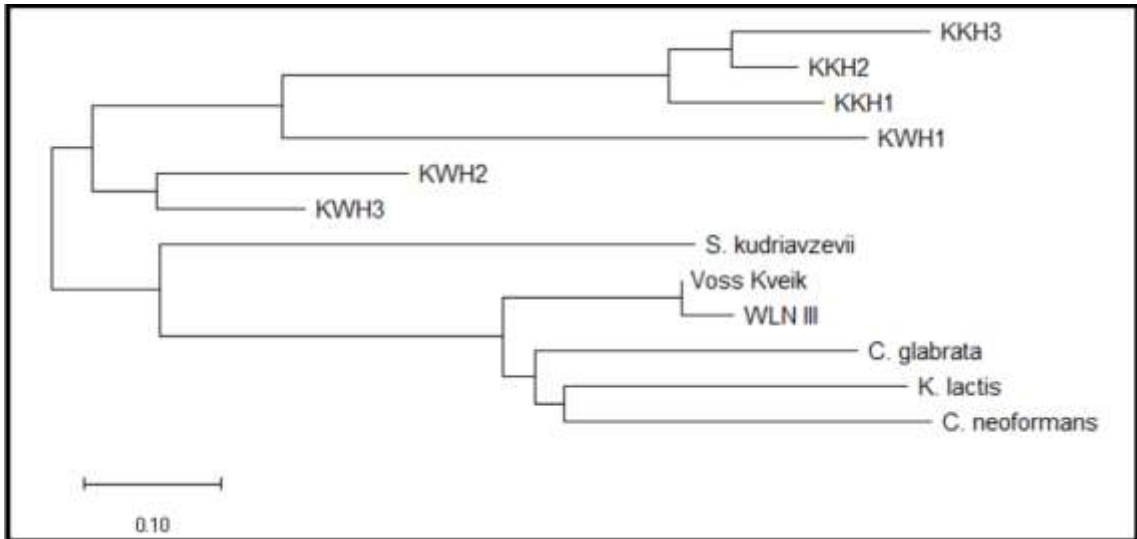 KKH3
KKH2
KKH1
KWH1
KWH2
KWH3
S. kudriavzevii
Voss Kveik
WLN III
C. glabrata
K. lactis
C. neoformans
0.10